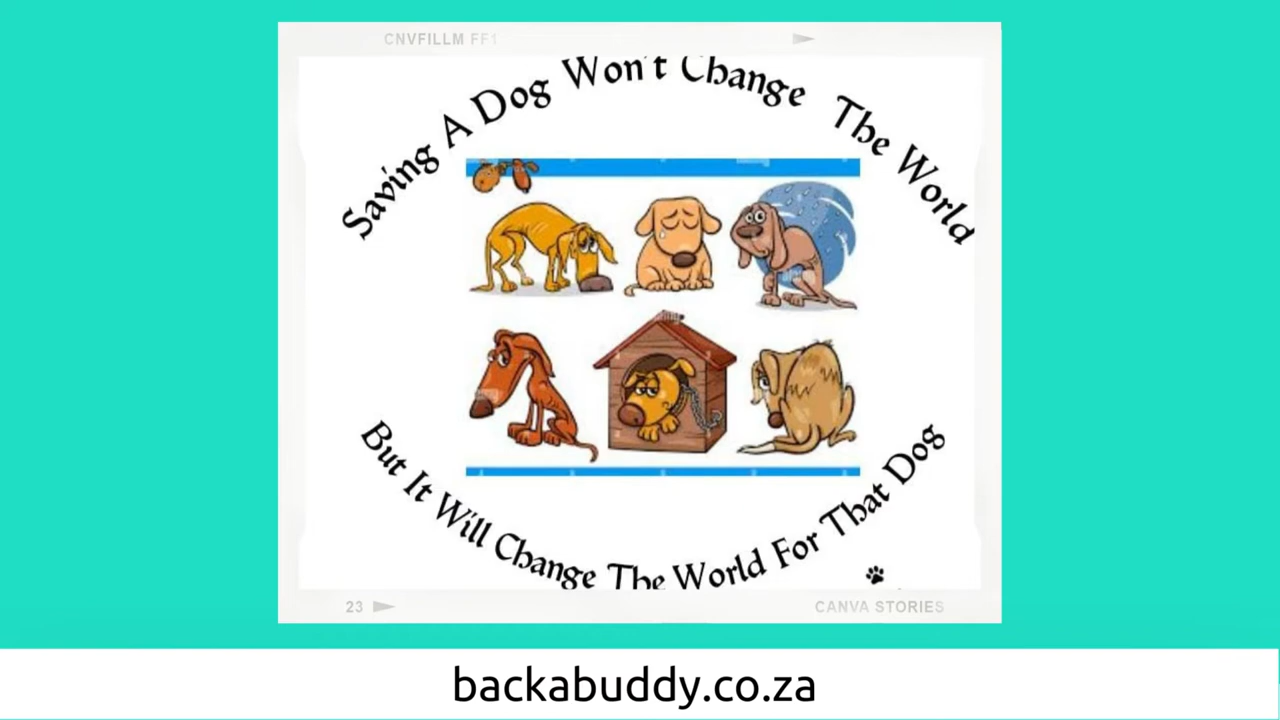 CNVFILLM FF1
Saving A Dog Won't Change The World
But It Will Change The World For That Dog
23
CANVA STORIES
backabuddy.co.za